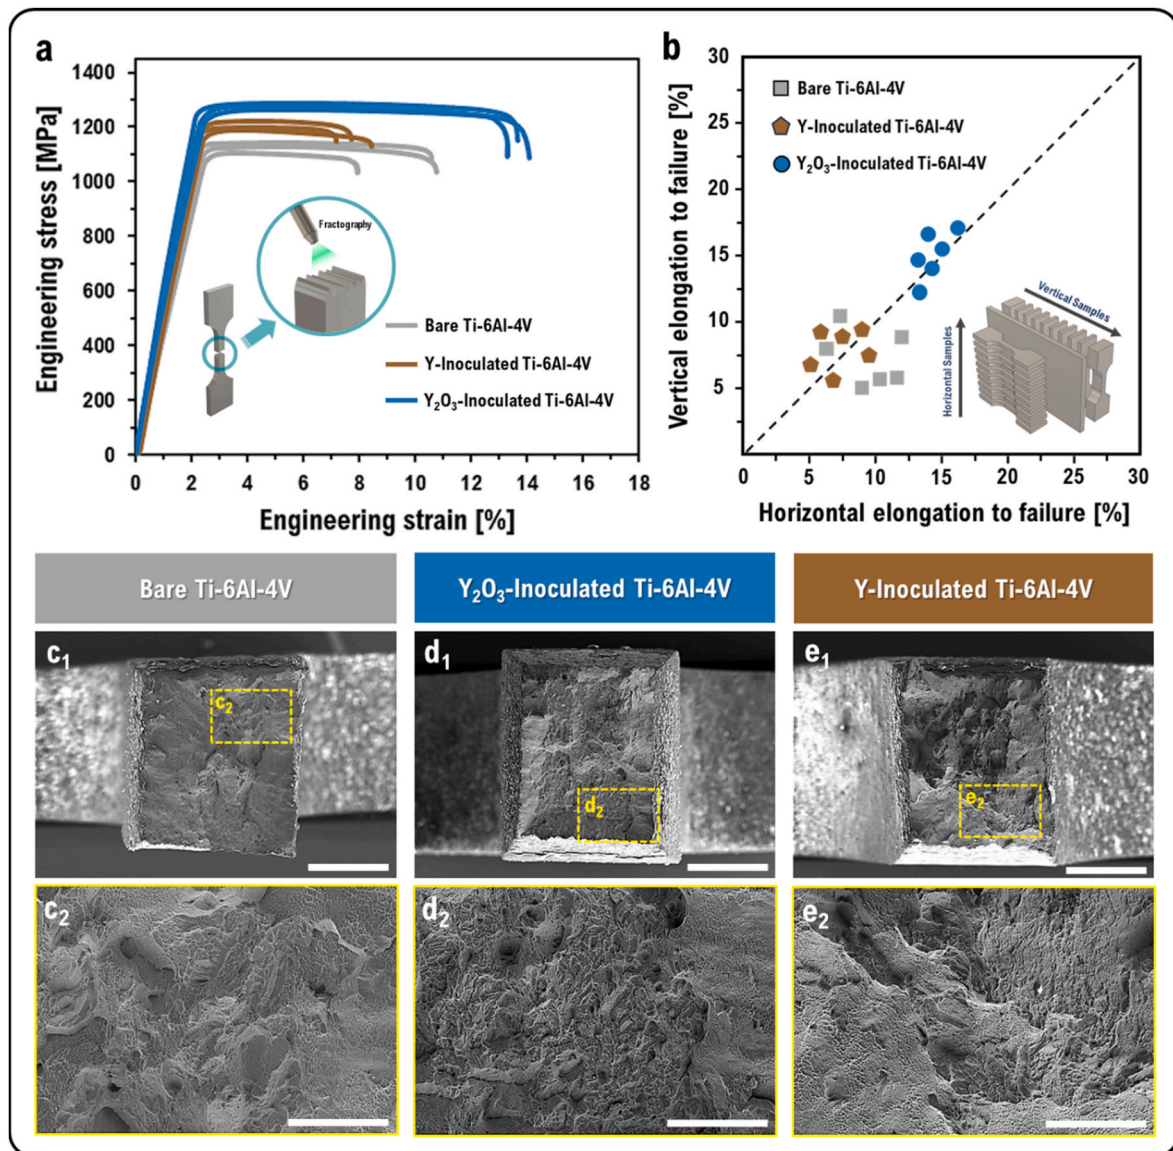 a
1400
1200
1000
800
600
400
200
0
Engineering stress [MPa]
0 2 4 6 8 10 12 14 16 18
Engineering strain [%]
Fractography
Bare Ti-6Al-4V
Y-Inoculated Ti-6Al-4V
Y₂O₃-Inoculated Ti-6Al-4V
b
30
25
20
15
10
5
Vertical elongation to failure [%]
0 5 10 15 20 25 30
Horizontal elongation to failure [%]
Bare Ti-6Al-4V
Y-Inoculated Ti-6Al-4V
Y₂O₃-Inoculated Ti-6Al-4V
Vertical Samples
Horizontal Samples
Bare Ti-6Al-4V
Y₂O₃-Inoculated Ti-6Al-4V
Y-Inoculated Ti-6Al-4V
c₁
c₂
d₁
d₂
e₁
e₂
c₂
d₂
e₂